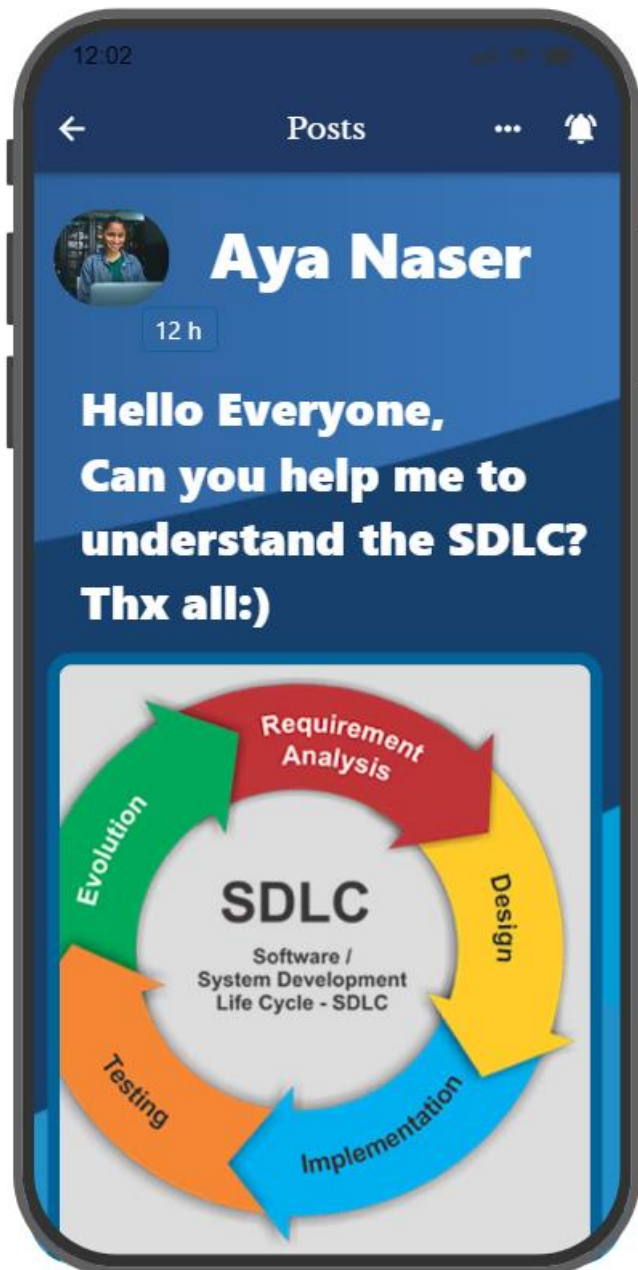 12:02
Posts
Aya Naser
12 h
Hello Everyone,
Can you help me to
understand the SDLC?
Thx all:)
Requirement
Analysis
Design
Implementation
Testing
Evolution
SDLC
Software /
System Development
Life Cycle - SDLC